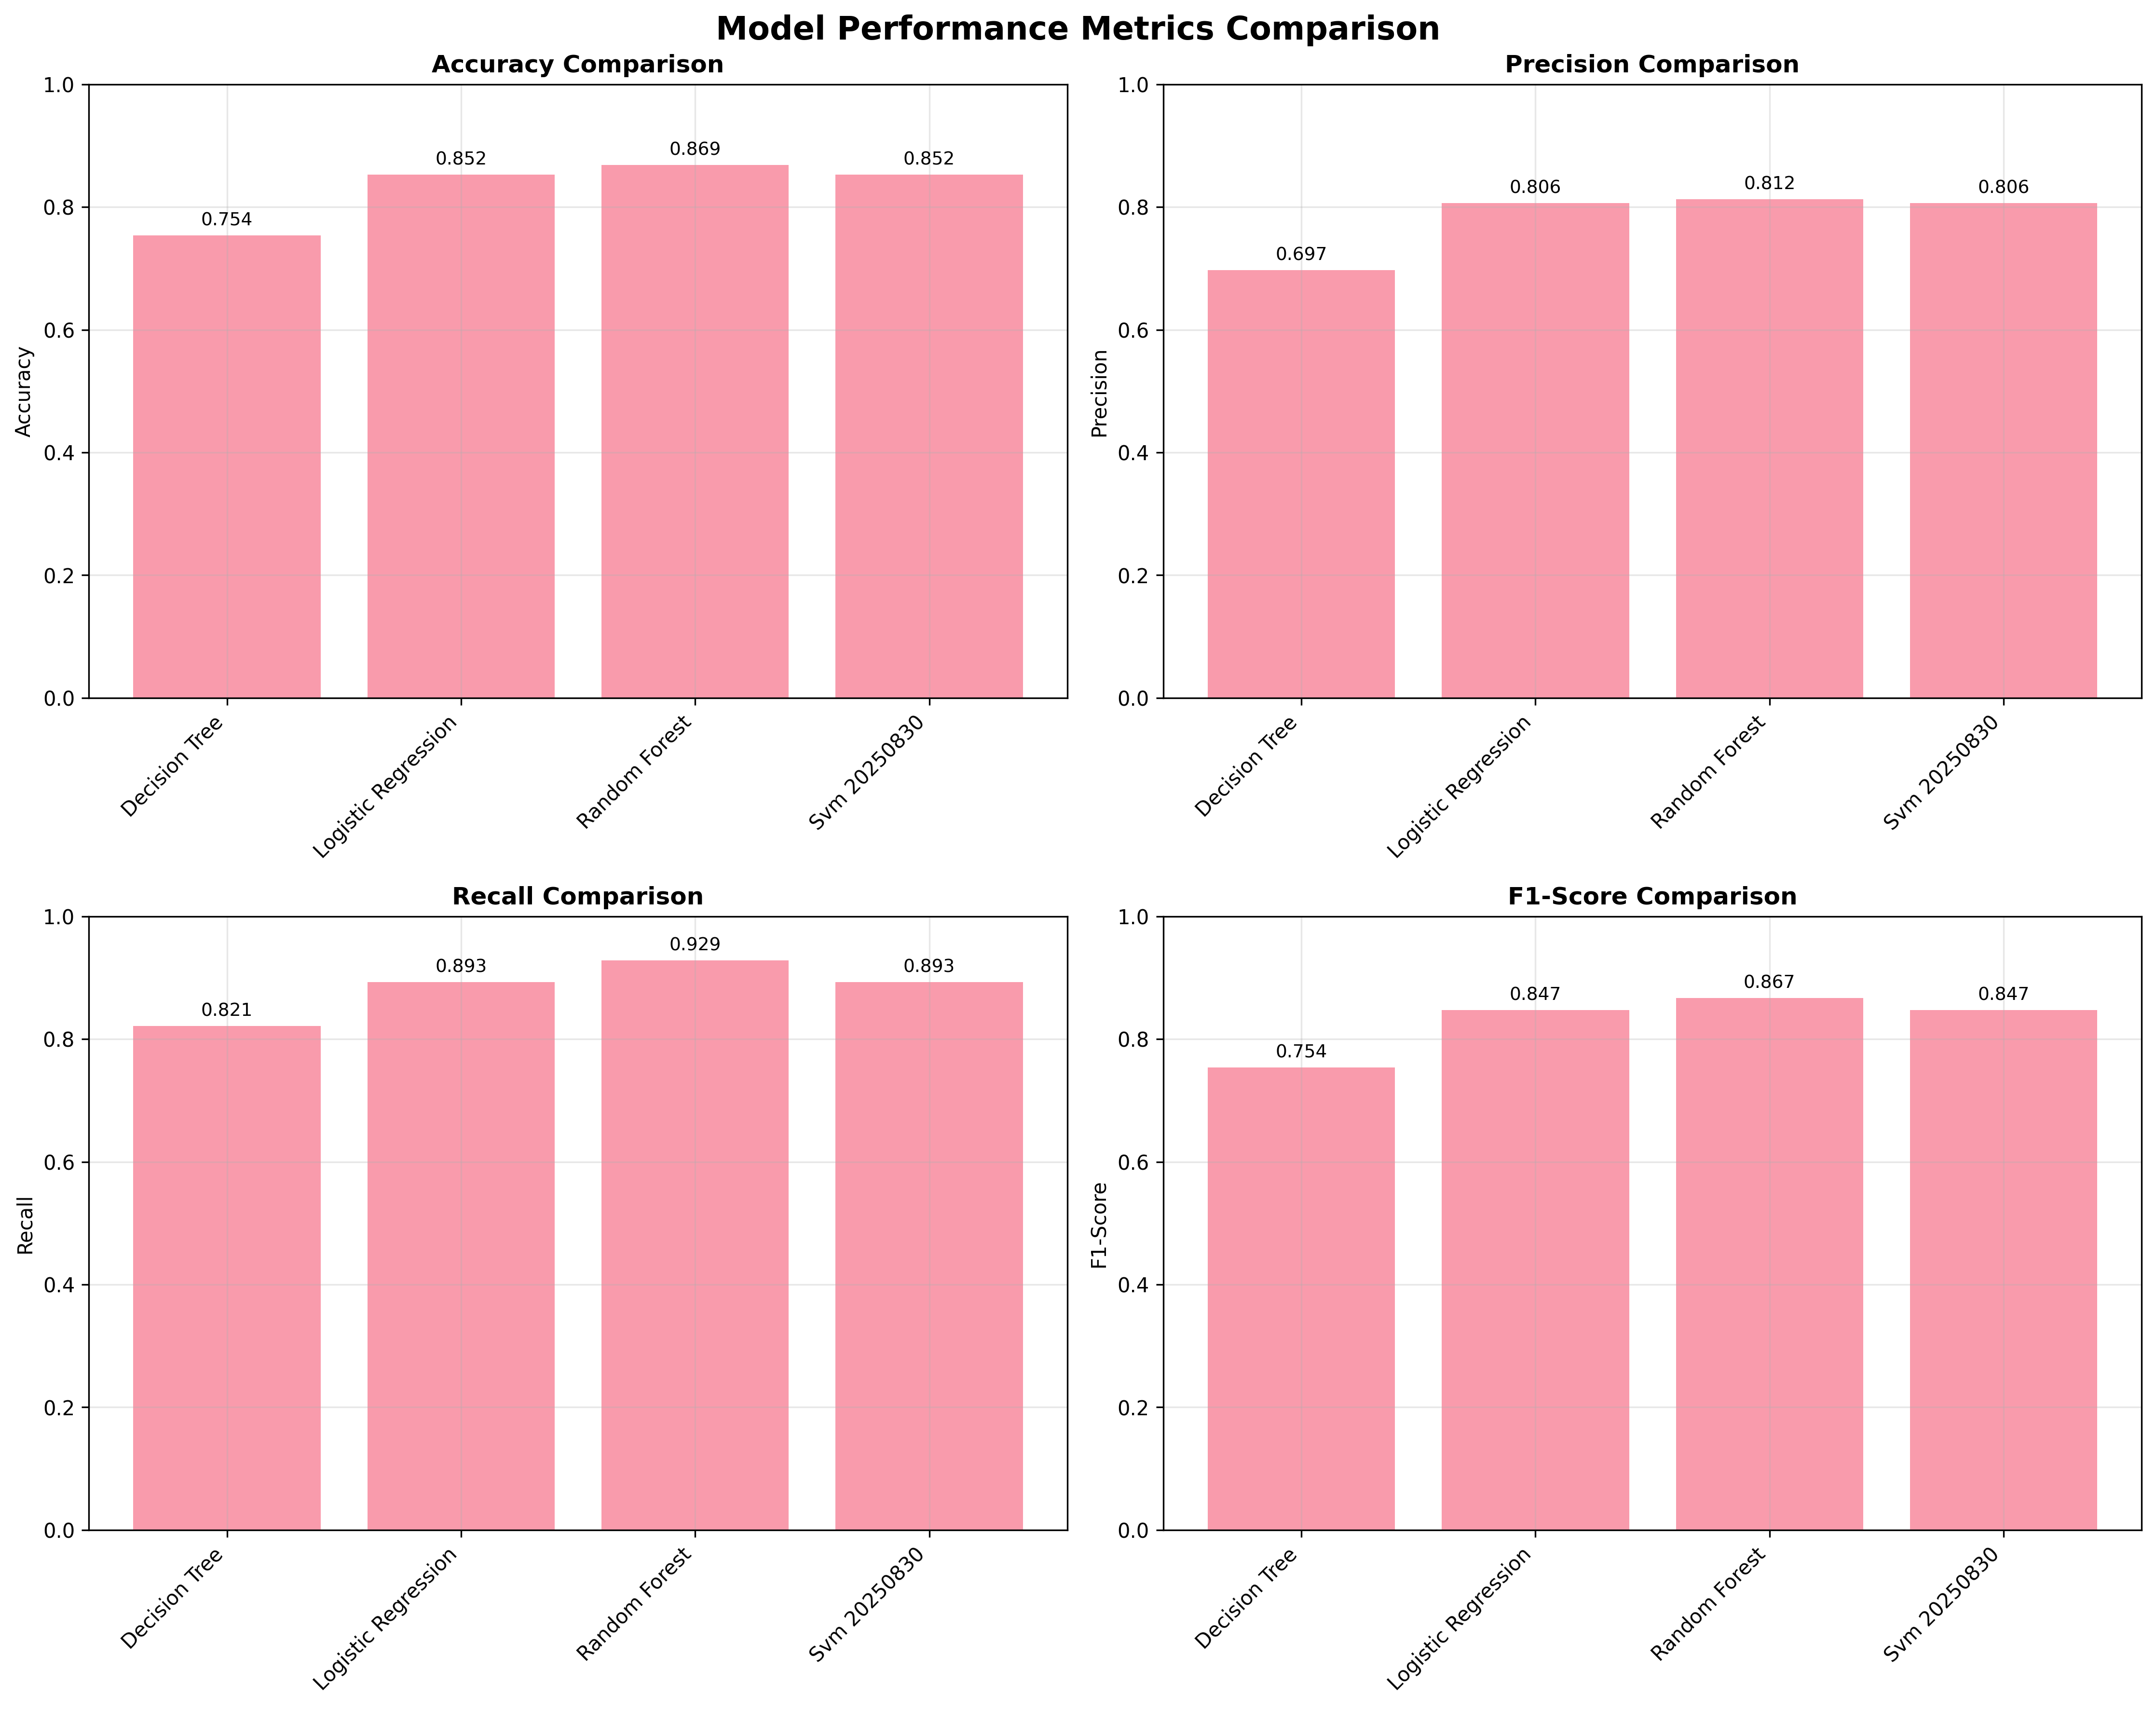 Model Performance Metrics Comparison
Accuracy Comparison
1.0
0.8
0.6
0.4
0.2
0.0
Accuracy
0.754
0.852
0.869
0.852
Decision Tree
Logistic Regression
Random Forest
Svm 20250830
Precision Comparison
1.0
0.8
0.6
0.4
0.2
0.0
Precision
0.697
0.806
0.812
0.806
Decision Tree
Logistic Regression
Random Forest
Svm 20250830
Recall Comparison
1.0
0.8
0.6
0.4
0.2
0.0
Recall
0.821
0.893
0.929
0.893
Decision Tree
Logistic Regression
Random Forest
Svm 20250830
F1-Score Comparison
1.0
0.8
0.6
0.4
0.2
0.0
F1-Score
0.754
0.847
0.867
0.847
Decision Tree
Logistic Regression
Random Forest
Svm 20250830